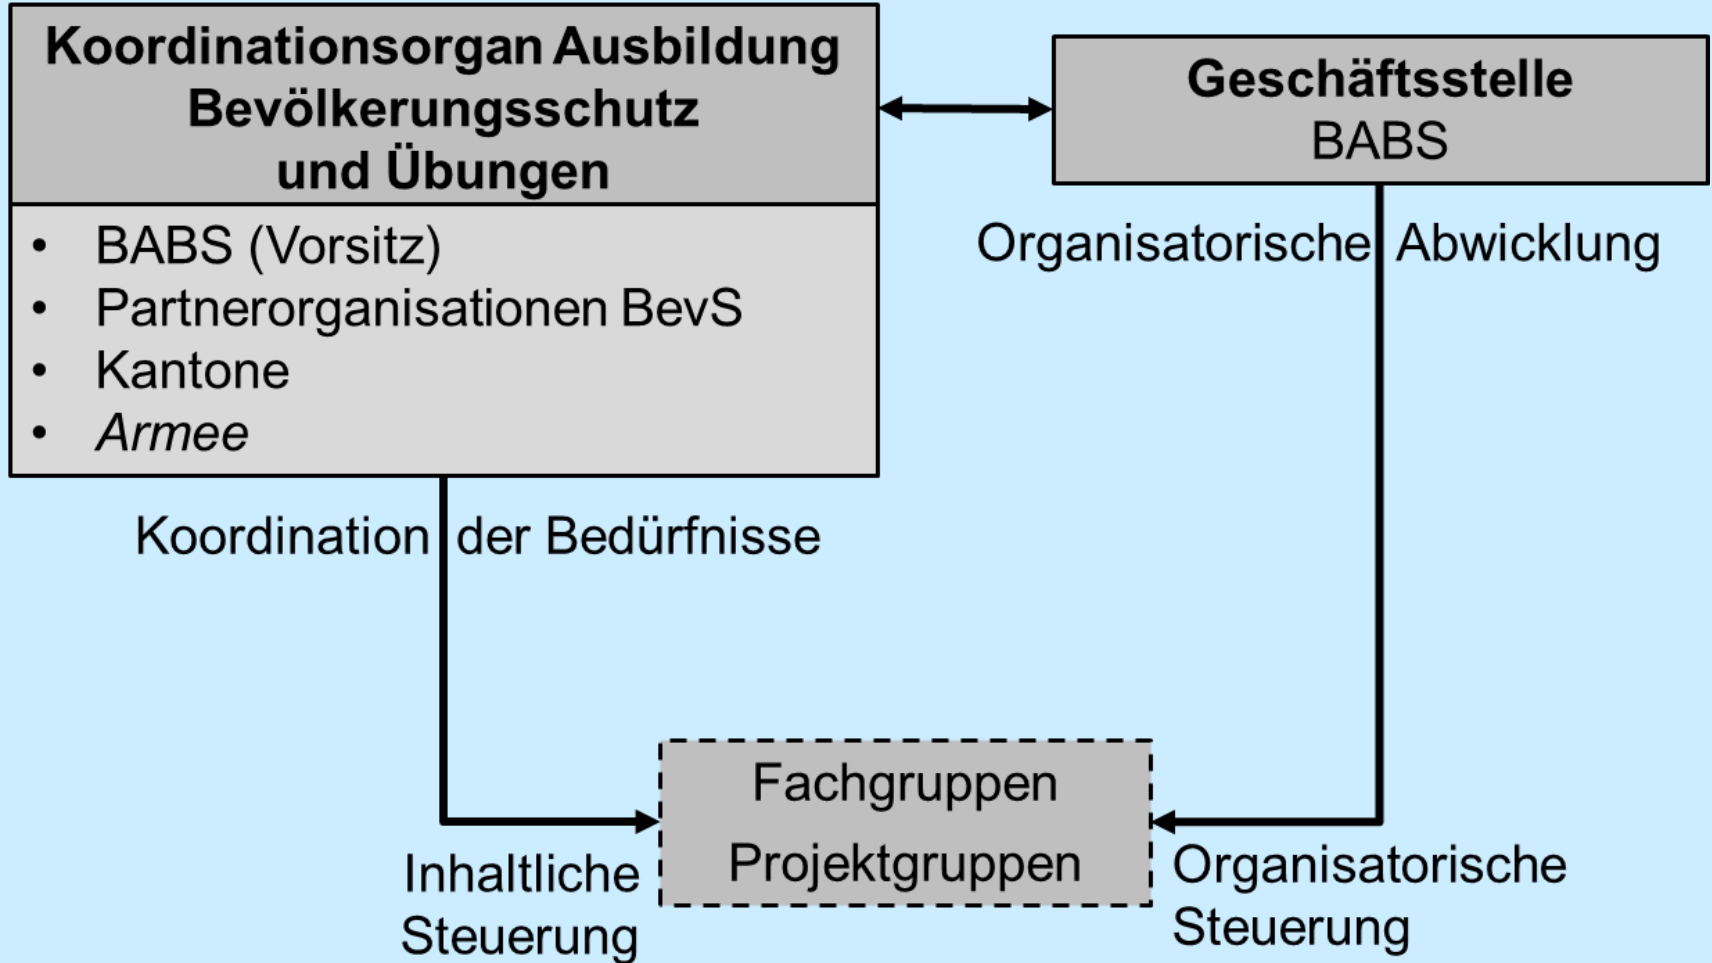 Koordinationsorgan Ausbildung
Bevölkerungsschutz
und Übungen
• BABS (Vorsitz)
• Partnerorganisationen BevS
• Kantone
• Armee
Geschäftsstelle
BABS
Organisatorische Abwicklung
Koordination der Bedürfnisse
Fachgruppen
Projektgruppen
Inhaltliche
Steuerung
Organisatorische
Steuerung